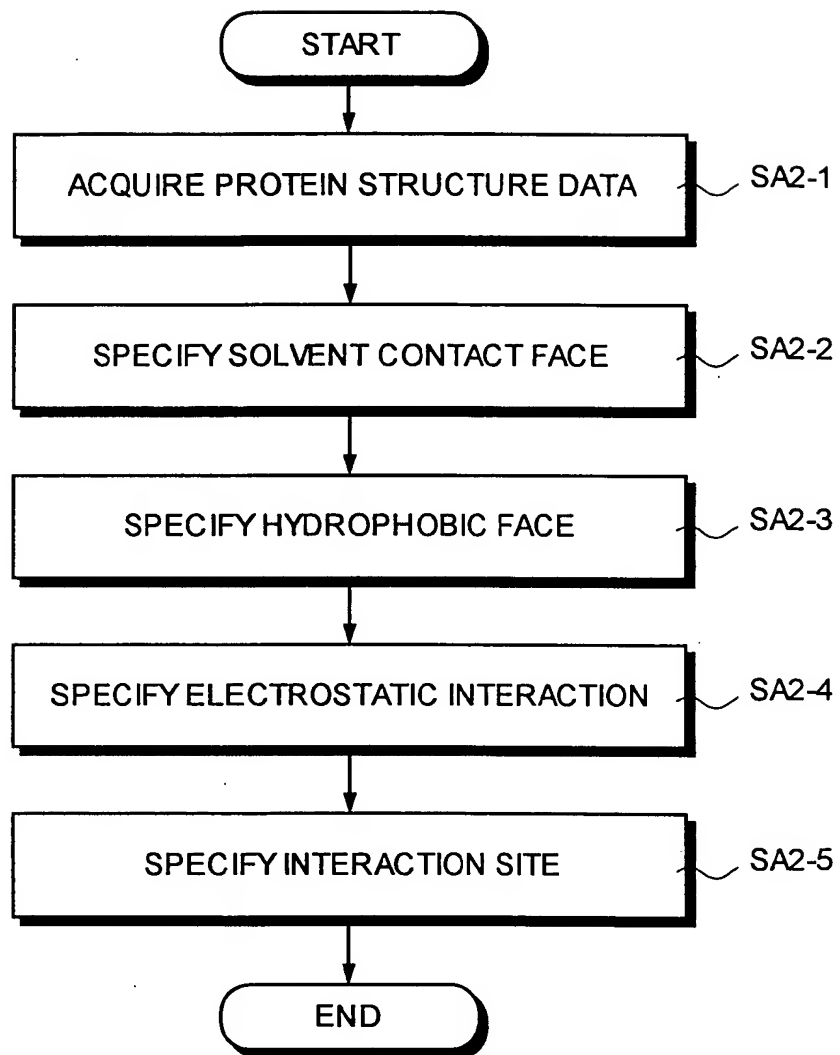 START
ACQUIRE PROTEIN STRUCTURE DATA
SA2-1
SPECIFY SOLVENT CONTACT FACE
SA2-2
SPECIFY HYDROPHOBIC FACE
SA2-3
SPECIFY ELECTROSTATIC INTERACTION
SA2-4
SPECIFY INTERACTION SITE
SA2-5
END